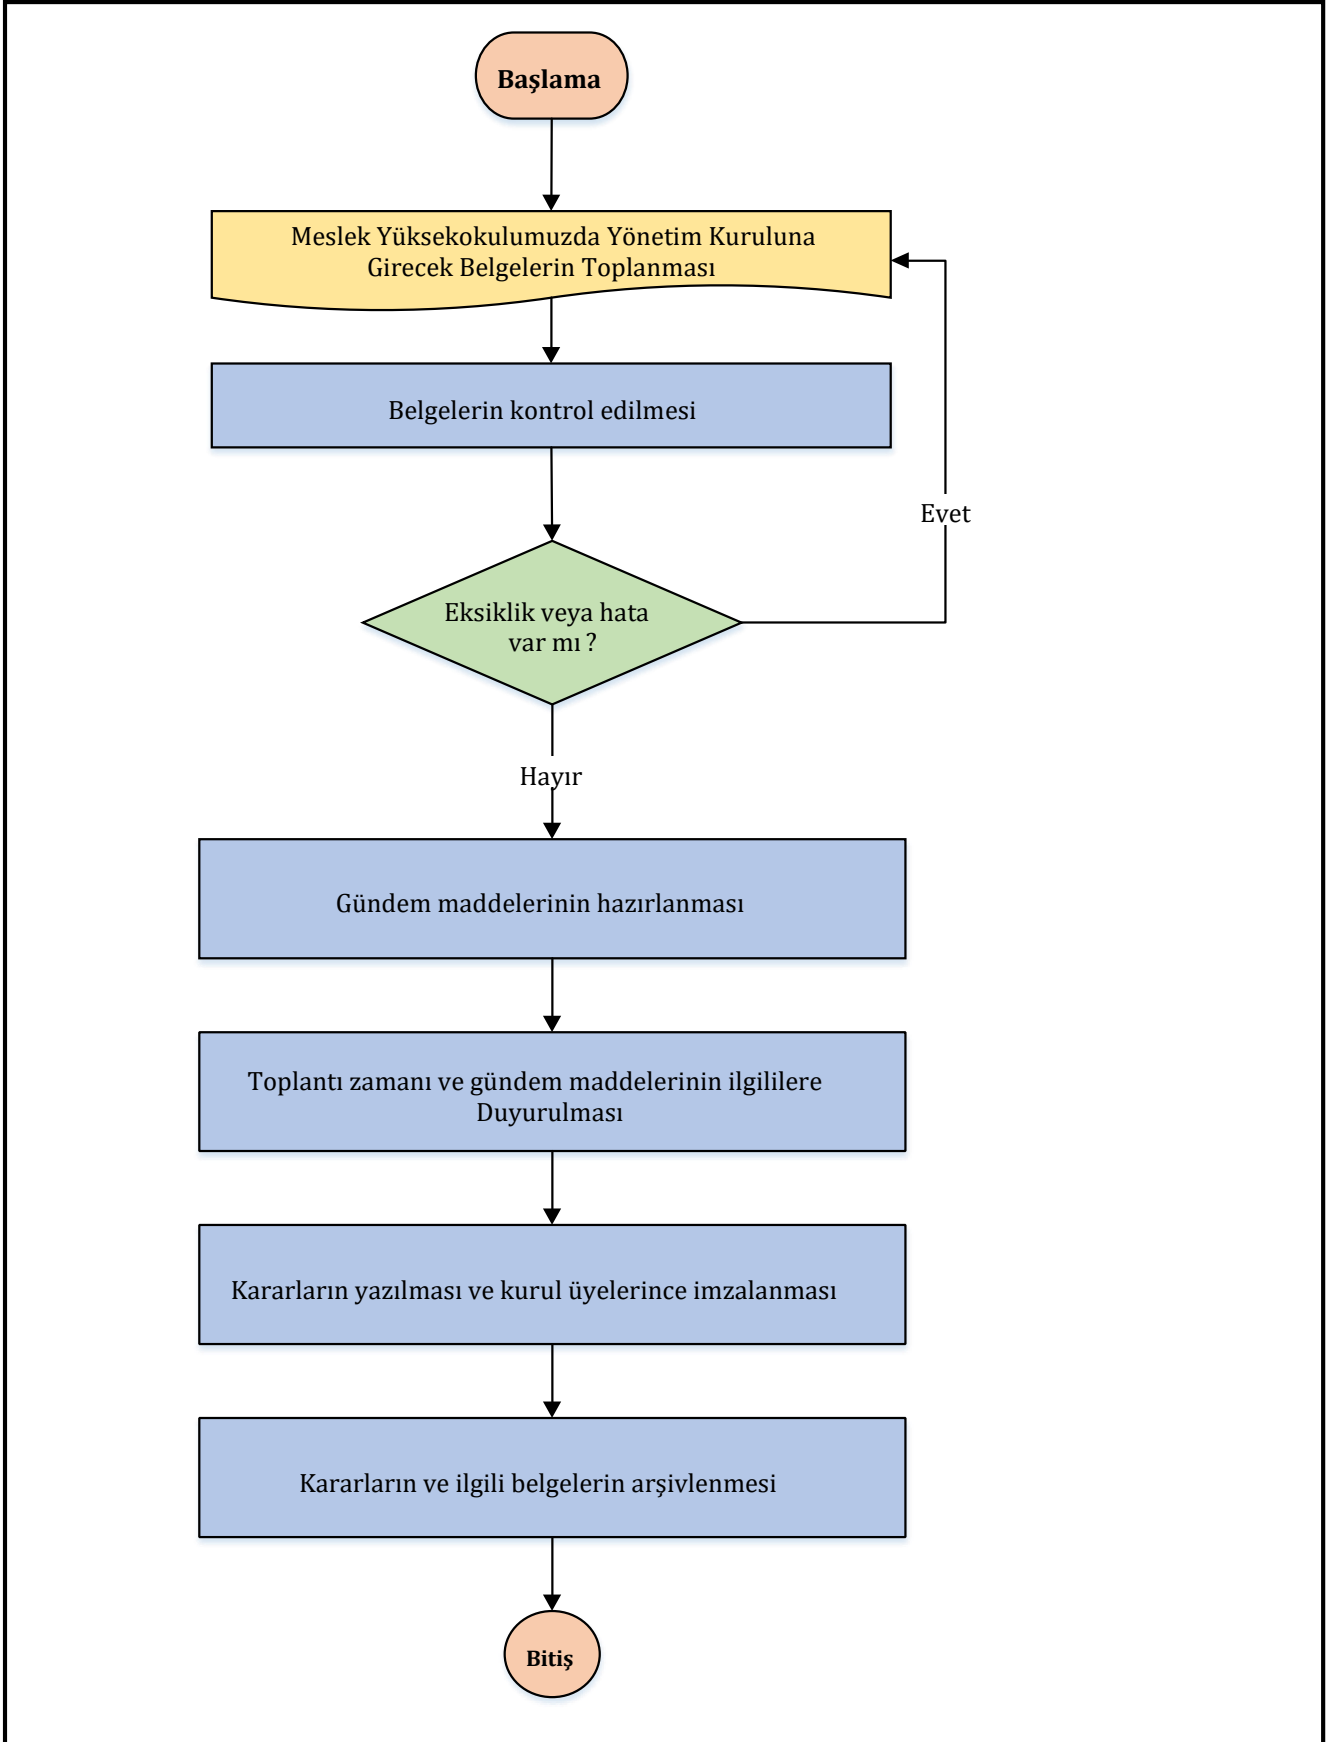 Başlama
Meslek Yüksekokulumuzda Yönetim Kuruluna
Girecek Belgelerin Toplanması
Belgelerin kontrol edilmesi
Evet
Eksiklik veya hata
var mı ?
Hayır
Gündem maddelerinin hazırlanması
Toplantı zamanı ve gündem maddelerinin ilgililere
Duyurulması
Kararların yazılması ve kurul üyelerince imzalanması
Kararların ve ilgili belgelerin arşivlenmesi
Bitiş